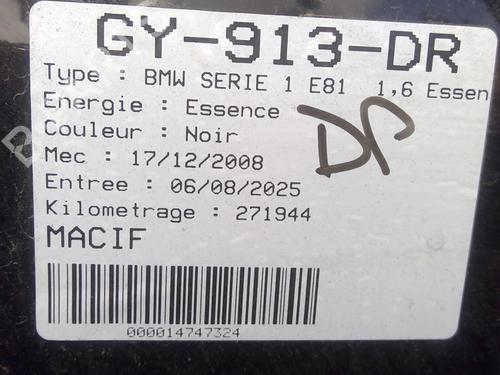 GY-913-DR
Type : BMW SERIE 1 E81 1,6 Essen
Energie : Essence
Couleur : Noir
Mec : 17/12/2008
Entree : 06/08/2025
Kilometrage : 271944
MACIF
000014747324